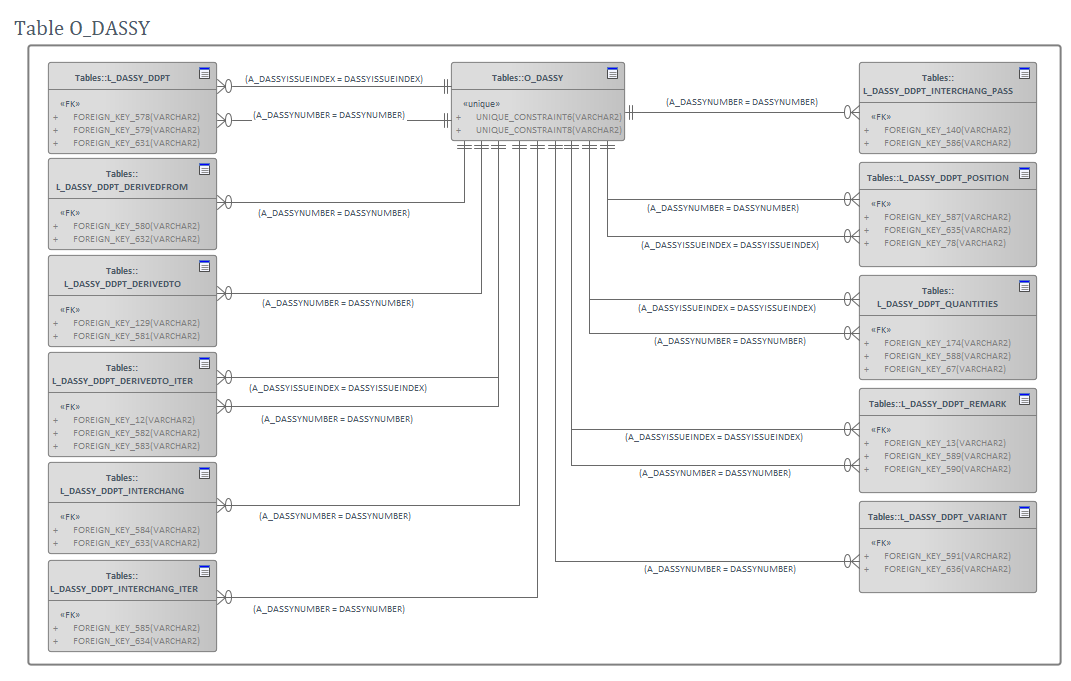 Table O_DASSY
Tables::L_DASSY_DDPT
«FK»
+ FOREIGN_KEY_578(VARCHAR2)
+ FOREIGN_KEY_579(VARCHAR2)
+ FOREIGN_KEY_631(VARCHAR2)
(A_DASSYISSUEINDEX = DASSYISSUEINDEX)
(A_DASSYNUMBER = DASSYNUMBER)
Tables::O_DASSY
«unique»
+ UNIQUE_CONSTRAINT6(VARCHAR2)
+ UNIQUE_CONSTRAINT8(VARCHAR2)
(A_DASSYNUMBER = DASSYNUMBER)
Tables::
L_DASSY_DDPT_INTERCHANG_PASS
«FK»
+ FOREIGN_KEY_140(VARCHAR2)
+ FOREIGN_KEY_586(VARCHAR2)
Tables::
L_DASSY_DDPT_DERIVEDFROM
«FK»
+ FOREIGN_KEY_580(VARCHAR2)
+ FOREIGN_KEY_632(VARCHAR2)
(A_DASSYNUMBER = DASSYNUMBER)
(A_DASSYNUMBER = DASSYNUMBER)
(A_DASSYISSUEINDEX = DASSYISSUEINDEX)
Tables::L_DASSY_DDPT_POSITION
«FK»
+ FOREIGN_KEY_587(VARCHAR2)
+ FOREIGN_KEY_635(VARCHAR2)
+ FOREIGN_KEY_78(VARCHAR2)
Tables::
L_DASSY_DDPT_DERIVEDTO
«FK»
+ FOREIGN_KEY_129(VARCHAR2)
+ FOREIGN_KEY_581(VARCHAR2)
(A_DASSYNUMBER = DASSYNUMBER)
(A_DASSYISSUEINDEX = DASSYISSUEINDEX)
(A_DASSYNUMBER = DASSYNUMBER)
Tables::
L_DASSY_DDPT_QUANTITIES
«FK»
+ FOREIGN_KEY_174(VARCHAR2)
+ FOREIGN_KEY_588(VARCHAR2)
+ FOREIGN_KEY_67(VARCHAR2)
Tables::
L_DASSY_DDPT_DERIVEDTO_ITER
«FK»
+ FOREIGN_KEY_12(VARCHAR2)
+ FOREIGN_KEY_582(VARCHAR2)
+ FOREIGN_KEY_583(VARCHAR2)
(A_DASSYISSUEINDEX = DASSYISSUEINDEX)
(A_DASSYNUMBER = DASSYNUMBER)
(A_DASSYISSUEINDEX = DASSYISSUEINDEX)
(A_DASSYNUMBER = DASSYNUMBER)
Tables::L_DASSY_DDPT_REMARK
«FK»
+ FOREIGN_KEY_13(VARCHAR2)
+ FOREIGN_KEY_589(VARCHAR2)
+ FOREIGN_KEY_590(VARCHAR2)
Tables::
L_DASSY_DDPT_INTERCHANG
«FK»
+ FOREIGN_KEY_584(VARCHAR2)
+ FOREIGN_KEY_633(VARCHAR2)
(A_DASSYNUMBER = DASSYNUMBER)
(A_DASSYNUMBER = DASSYNUMBER)
Tables::L_DASSY_DDPT_VARIANT
«FK»
+ FOREIGN_KEY_591(VARCHAR2)
+ FOREIGN_KEY_636(VARCHAR2)
Tables::
L_DASSY_DDPT_INTERCHANG_ITER
«FK»
+ FOREIGN_KEY_585(VARCHAR2)
+ FOREIGN_KEY_634(VARCHAR2)
(A_DASSYNUMBER = DASSYNUMBER)